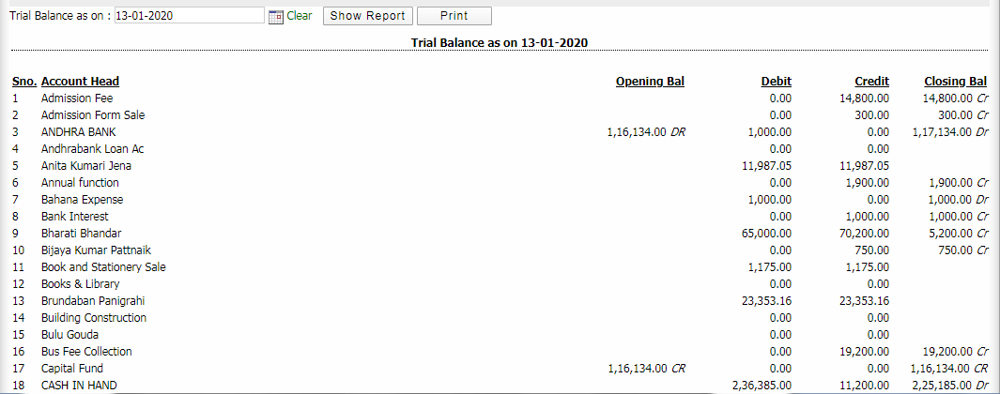 Trial Balance as on : 13-01-2020 Clear Show Report Print
Trial Balance as on 13-01-2020
Sno. Account Head Opening Bal Debit Credit Closing Bal
1 Admission Fee 0.00 14,800.00 14,800.00 Cr
2 Admission Form Sale 0.00 300.00 300.00 Cr
3 ANDHRA BANK 1,16,134.00 DR 1,000.00 0.00 1,17,134.00 Dr
4 Andhrabank Loan Ac 0.00 0.00
5 Anita Kumari Jena 11,987.05 11,987.05
6 Annual function 0.00 1,900.00 1,900.00 Cr
7 Bahana Expense 1,000.00 0.00 1,000.00 Dr
8 Bank Interest 0.00 1,000.00 1,000.00 Cr
9 Bharati Bhandar 65,000.00 70,200.00 5,200.00 Cr
10 Bijaya Kumar Pattnaik 0.00 750.00 750.00 Cr
11 Book and Stationery Sale 1,175.00 1,175.00
12 Books & Library 0.00 0.00
13 Brundaban Panigrahi 23,353.16 23,353.16
14 Building Construction 0.00 0.00
15 Bulu Gouda 0.00 0.00
16 Bus Fee Collection 0.00 19,200.00 19,200.00 Cr
17 Capital Fund 1,16,134.00 CR 0.00 0.00 1,16,134.00 CR
18 CASH IN HAND 2,36,385.00 11,200.00 2,25,185.00 Dr